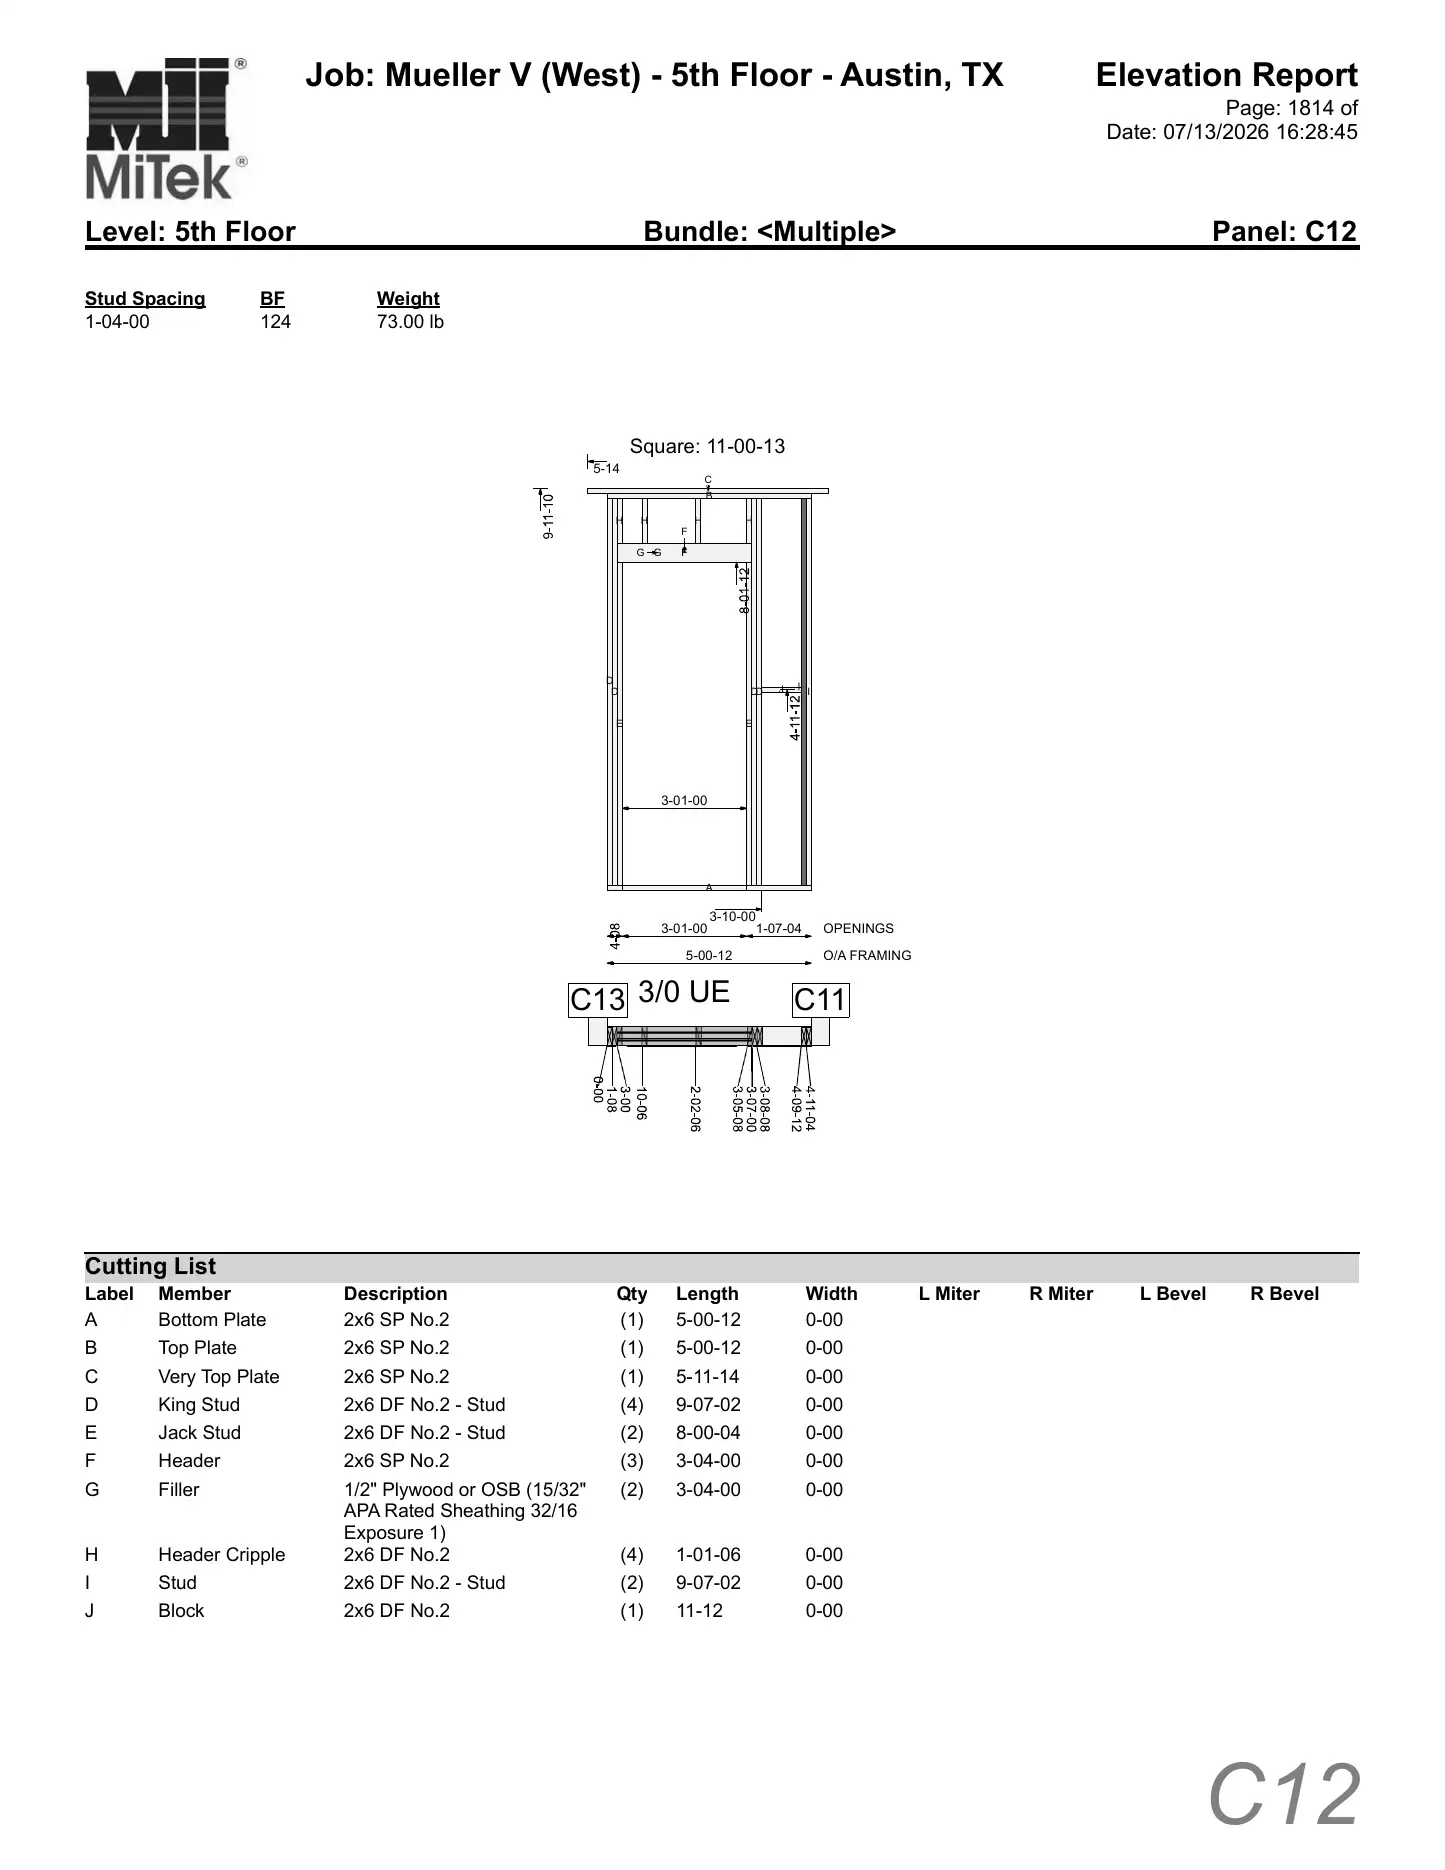 MiTek®
Job: Mueller V (West) - 5th Floor - Austin, TX
Elevation Report
Page: 1814 of
Date: 07/13/2026 16:28:45
Level: 5th Floor Bundle: <Multiple> Panel: C12
Stud Spacing BF Weight
1-04-00 124 73.00 lb
Square: 11-00-13
5-14
C
B
9-11-10
H H
F
G G F
8-01-12
D
D D D
4-11-12
E E
3-01-00
A
3-10-00
4-08 3-01-00 1-07-04 OPENINGS
5-00-12 O/A FRAMING
C13 3/0 UE C11
0-00 1-08 3-00 10-06 2-02-06 3-05-08 3-07-00 3-08-08 4-09-12 4-11-04
Cutting List
Label Member Description Qty Length Width L Miter R Miter L Bevel R Bevel
A Bottom Plate 2x6 SP No.2 (1) 5-00-12 0-00
B Top Plate 2x6 SP No.2 (1) 5-00-12 0-00
C Very Top Plate 2x6 SP No.2 (1) 5-11-14 0-00
D King Stud 2x6 DF No.2 - Stud (4) 9-07-02 0-00
E Jack Stud 2x6 DF No.2 - Stud (2) 8-00-04 0-00
F Header 2x6 SP No.2 (3) 3-04-00 0-00
G Filler 1/2" Plywood or OSB (15/32" (2) 3-04-00 0-00
APA Rated Sheathing 32/16
Exposure 1)
H Header Cripple 2x6 DF No.2 (4) 1-01-06 0-00
I Stud 2x6 DF No.2 - Stud (2) 9-07-02 0-00
J Block 2x6 DF No.2 (1) 11-12 0-00
C12